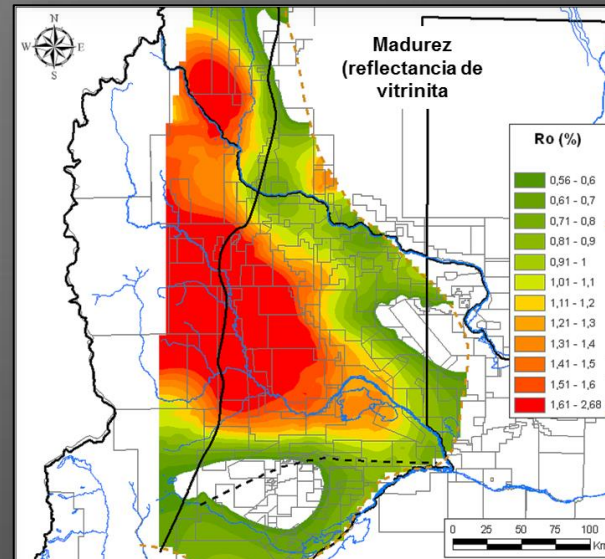 N
W E
S
Madurez
(reflectancia de
vitrinita
Ro (%)
0,56 - 0,6
0,61 - 0,7
0,71 - 0,8
0,81 - 0,9
0,91 - 1
1,01 - 1,1
1,11 - 1,2
1,21 - 1,3
1,31 - 1,4
1,41 - 1,5
1,51 - 1,6
1,61 - 2,68
0 25 50 75 100
Km